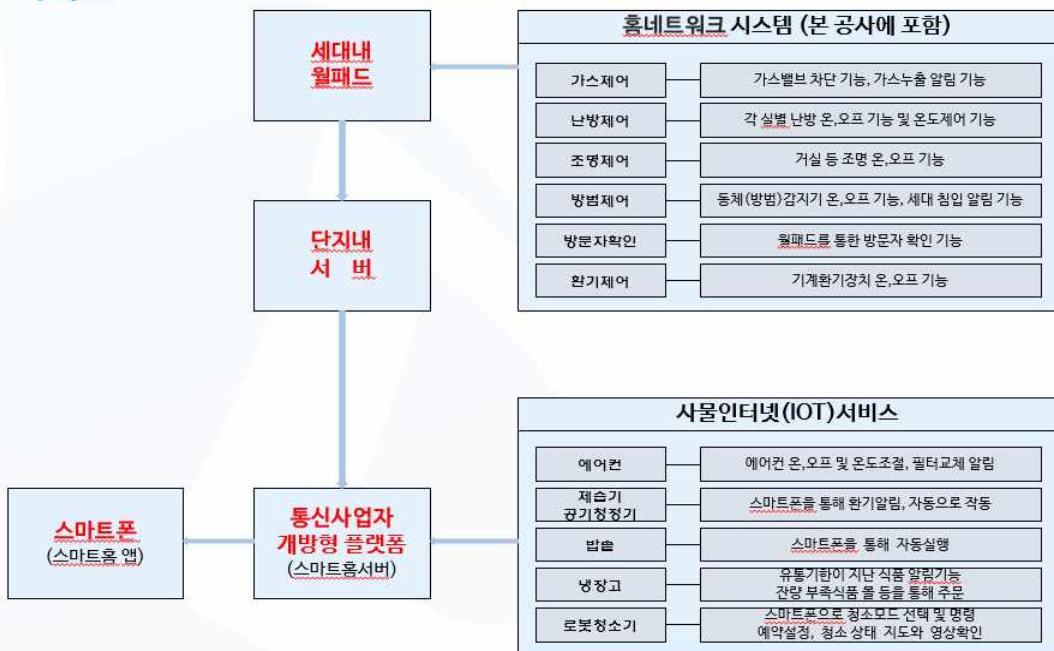 세대내
월패드
단지내
서 버
통신사업자
개방형 플랫폼
(스마트홈서버)
스마트폰
(스마트홈 앱)
홈네트워크 시스템 (본 공사에 포함)
가스제어
가스밸브 차단 기능, 가스누출 알림 기능
난방제어
각 실별 난방 온,오프 기능 및 온도제어 기능
조명제어
거실 등 조명 온,오프 기능
방범제어
동체(방범)감지기 온,오프 기능, 세대 침입 알림 기능
방문자확인
월패드를 통한 방문자 확인 기능
환기제어
기계환기장치 온,오프 기능
사물인터넷(IOT)서비스
에어컨
에어컨 온,오프 및 온도조절, 필터교체 알림
제습기
공기청정기
스마트폰을 통해 환기알림, 자동으로 작동
밥솥
스마트폰을 통해 자동실행
냉장고
유통기한이 지난 식품 알림기능
잔량 부족식품 몰 등을 통해 주문
로봇청소기
스마트폰으로 청소모드 선택 및 명령
예약설정, 청소 상태 지도와 영상확인